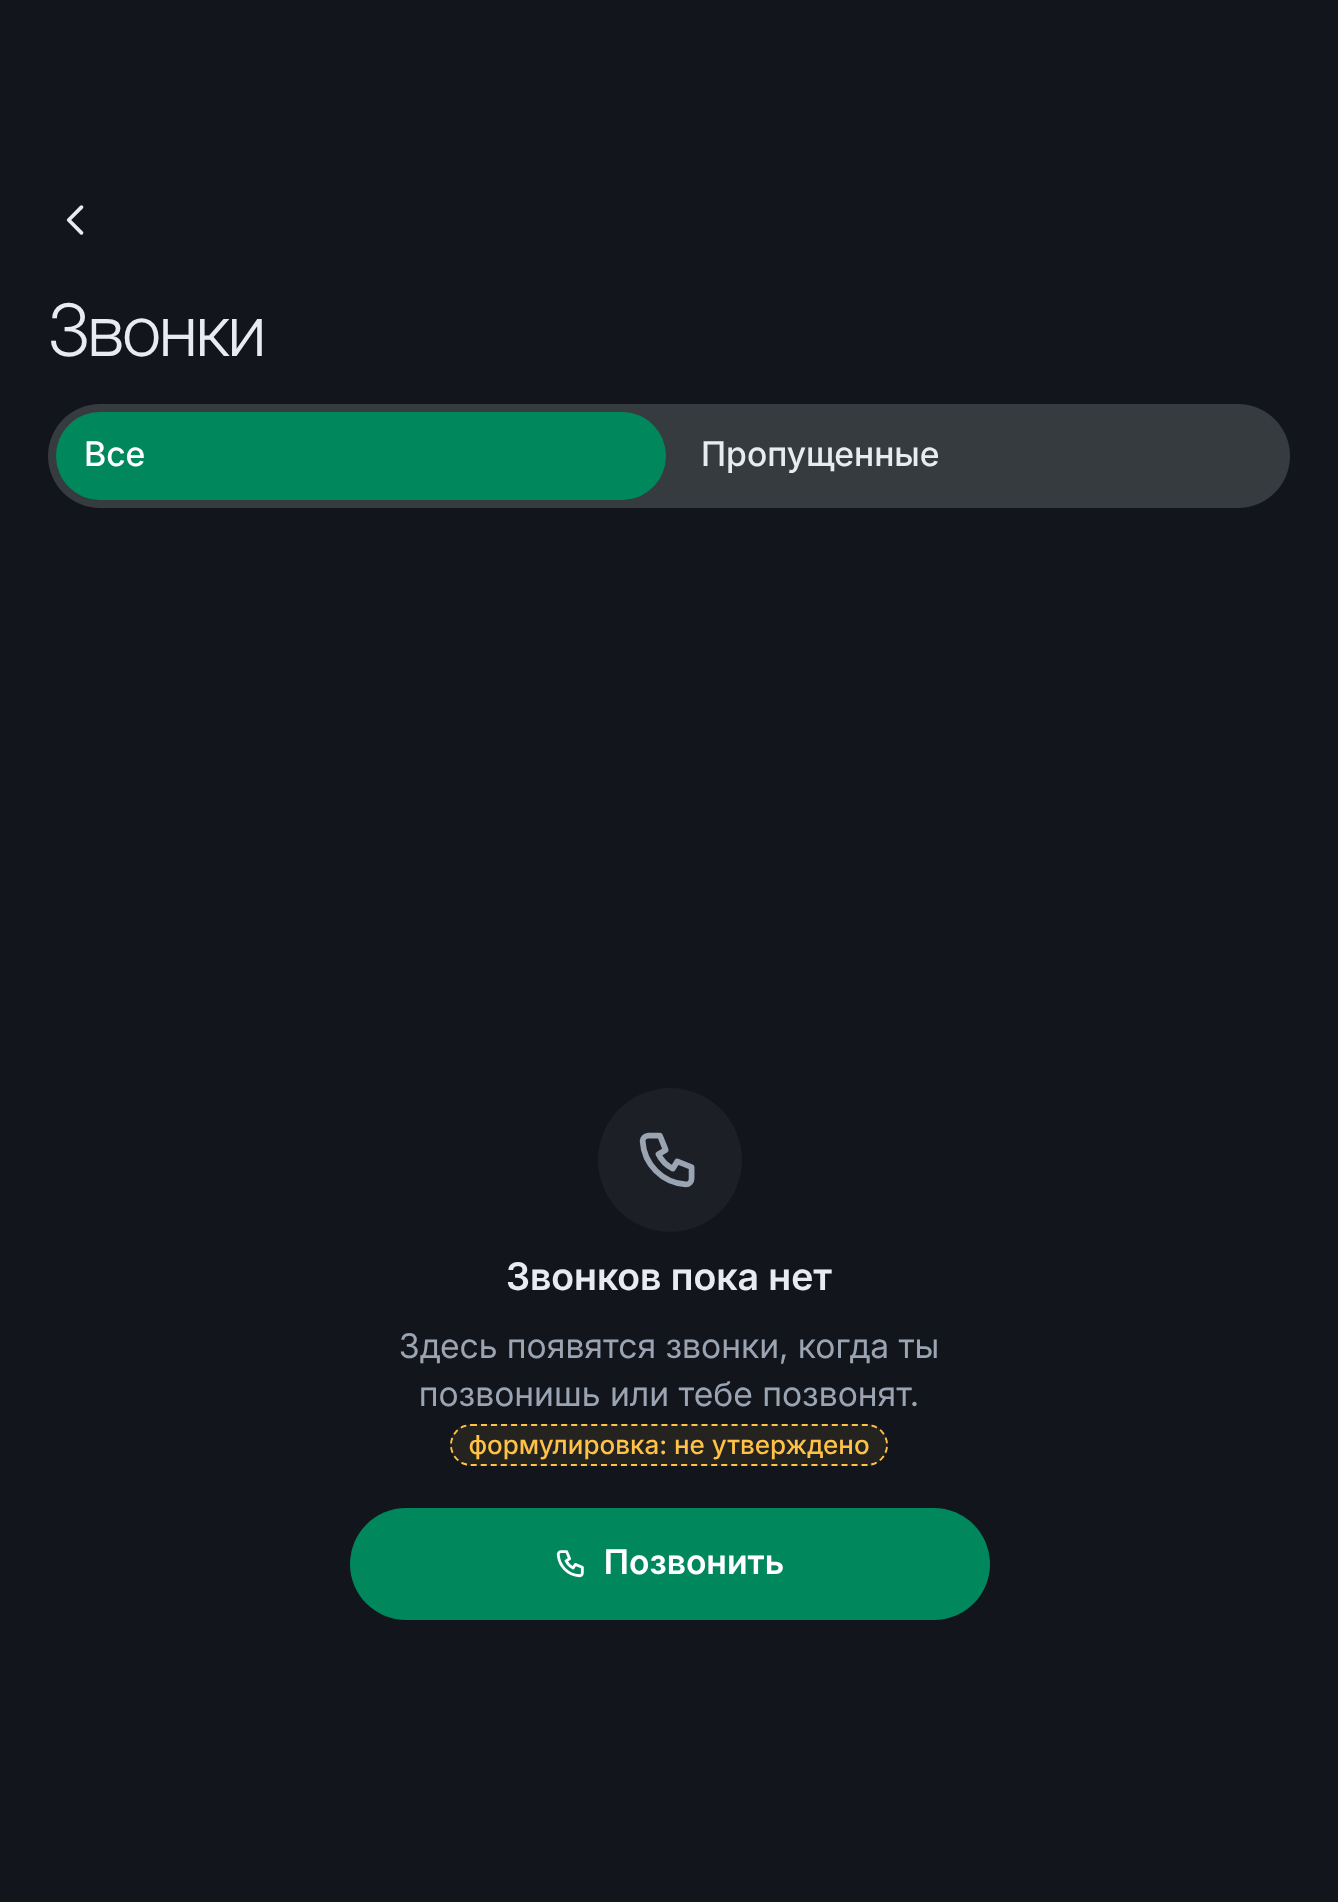 Звонки
Все
Пропущенные
Звонков пока нет
Здесь появятся звонки, когда ты
позвонишь или тебе позвонят.
формулировка: не утверждено
Позвонить